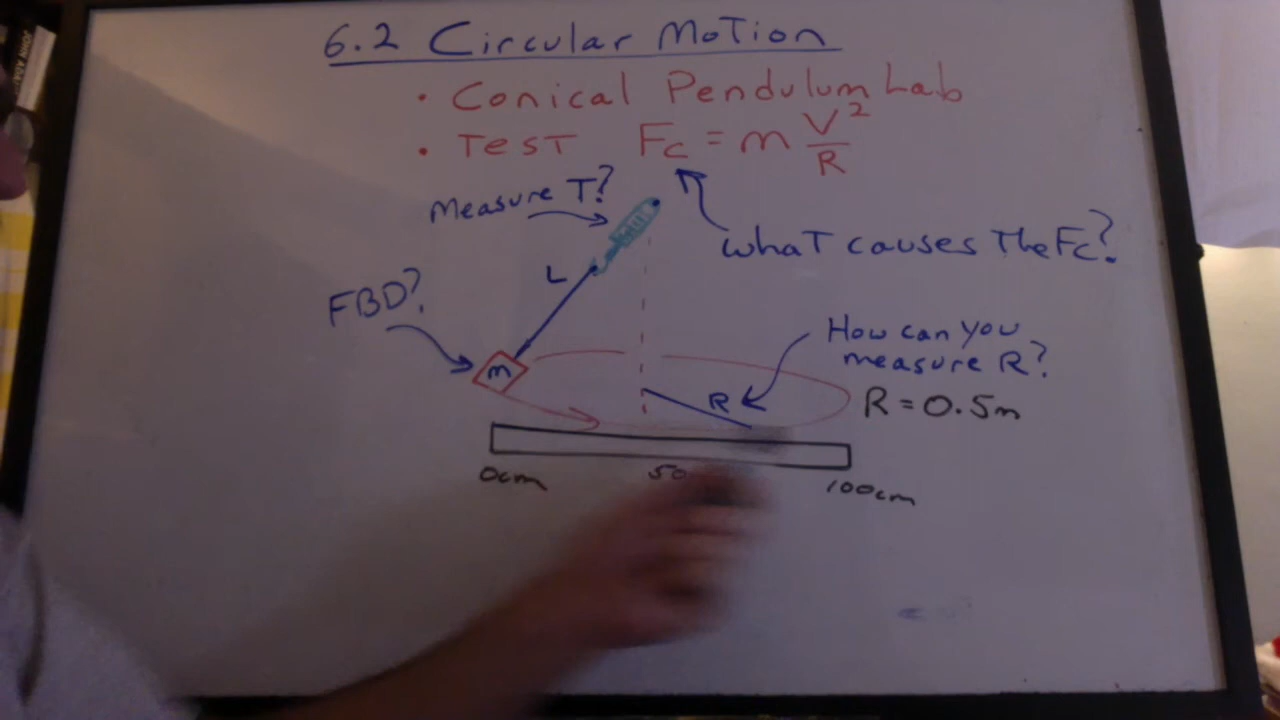 6.2 Circular Motion
• Conical Pendulum Lab
• Test Fc = m V²/R
Measure T?
What causes The Fc?
L
FBD?
How can you
measure R?
m
R
R = 0.5m
0cm
50
100cm